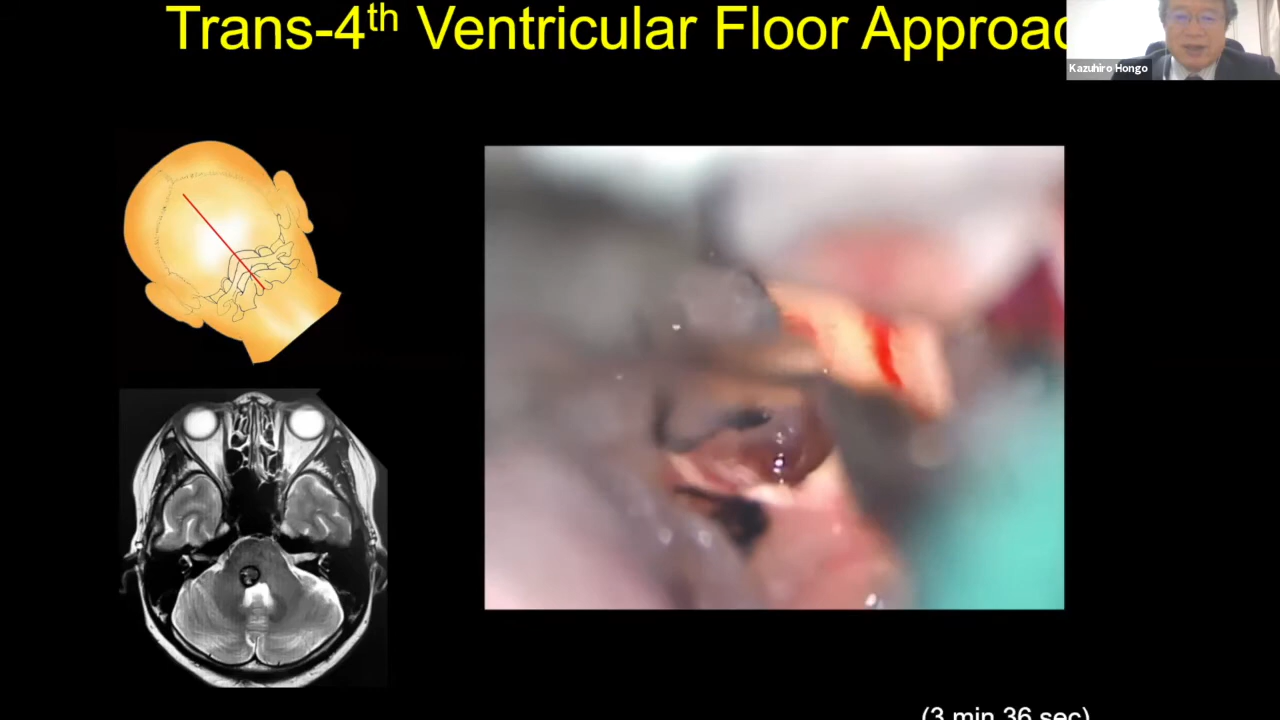 Trans-4th Ventricular Floor Approac
Kazuhiro Hongo
(3 min 36 sec)